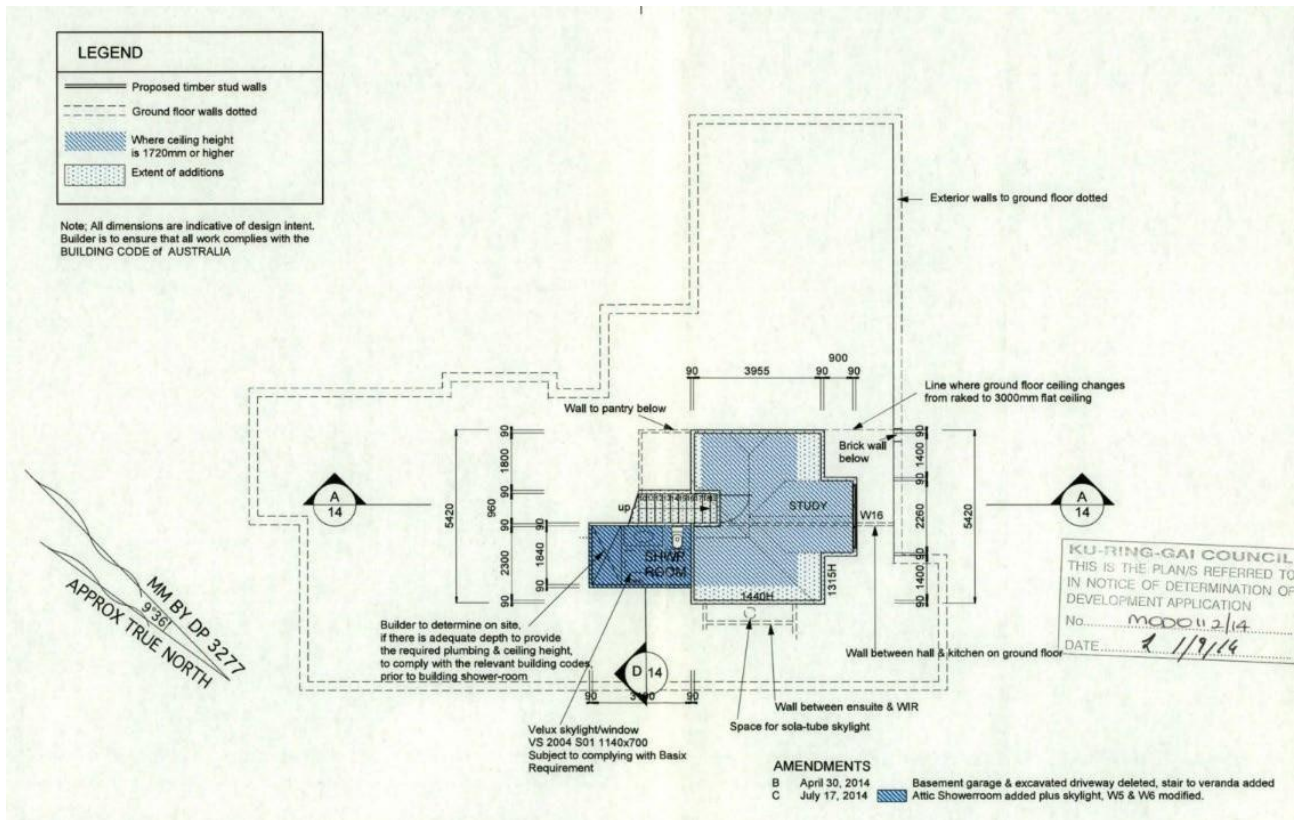 LEGEND
Proposed timber stud walls
Ground floor walls dotted
Where ceiling height
is 1720mm or higher
Extent of additions
Note; All dimensions are indicative of design intent.
Builder is to ensure that all work complies with the
BUILDING CODE of AUSTRALIA
Exterior walls to ground floor dotted
900
90 3955 90 90
Line where ground floor ceiling changes
from raked to 3000mm flat ceiling
Wall to pantry below
Brick wall
below
A
14
5420
90 1800 90 960 90 2300 90
90 1840 90
up
STUDY
W16
SHWR
ROOM
1440H
1315H
90 1400 90 2260 90 1400 90
5420
A
14
MM BY DP 3277
9°36'
APPROX TRUE NORTH
KU-RING-GAI COUNCIL
THIS IS THE PLAN/S REFERRED TO
IN NOTICE OF DETERMINATION OF
DEVELOPMENT APPLICATION
No. MOD0112/14
DATE 1/9/14
Builder to determine on site,
if there is adequate depth to provide
the required plumbing & ceiling height,
to comply with the relevant building codes,
prior to building shower-room
Wall between hall & kitchen on ground floor
D 14
90 90
Wall between ensuite & WIR
Space for sola-tube skylight
Velux skylight/window
VS 2004 S01 1140x700
Subject to complying with Basix
Requirement
AMENDMENTS
B April 30, 2014 Basement garage & excavated driveway deleted, stair to veranda added
C July 17, 2014 Attic Showerroom added plus skylight, W5 & W6 modified.